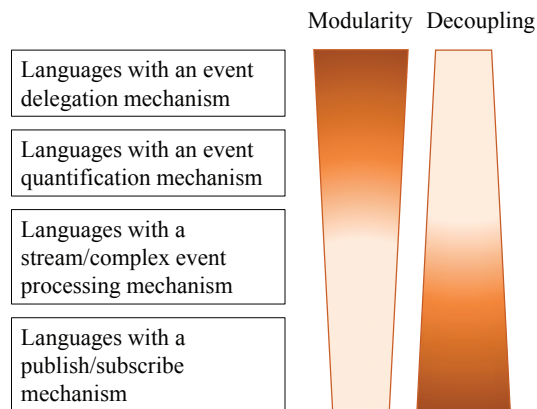 Modularity Decoupling
Languages with an event
delegation mechanism
Languages with an event
quantification mechanism
Languages with a
stream/complex event
processing mechanism
Languages with a
publish/subscribe
mechanism